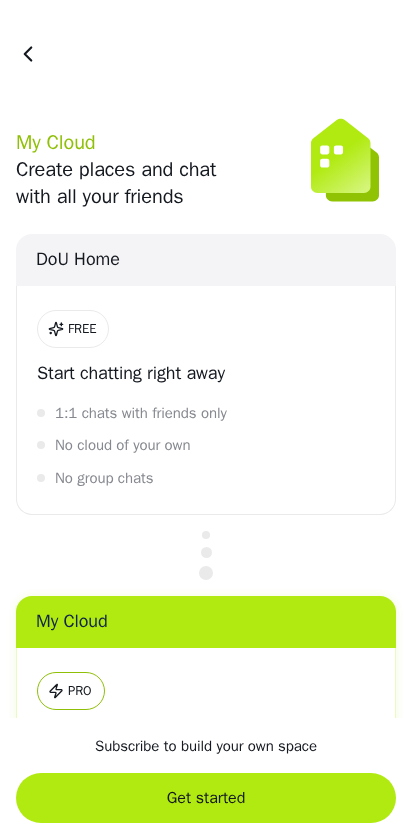 My Cloud
Create places and chat
with all your friends
DoU Home
FREE
Start chatting right away
1:1 chats with friends only
No cloud of your own
No group chats
My Cloud
PRO
Subscribe to build your own space
Get started